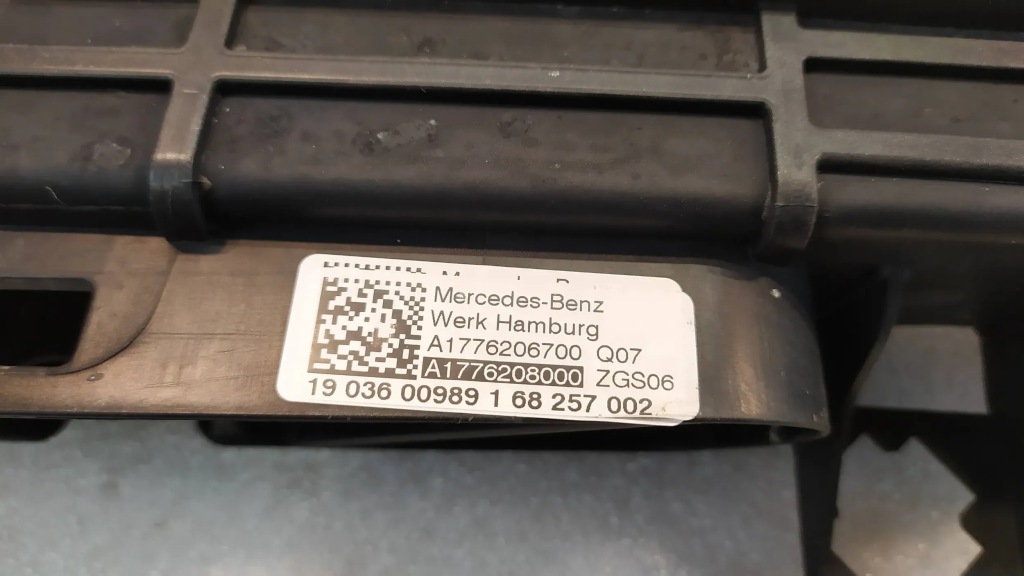 Mercedes-Benz
Werk Hamburg
A1776206700 Q07
A1776208000 ZGS06
19 036 00989 1 68 257 002